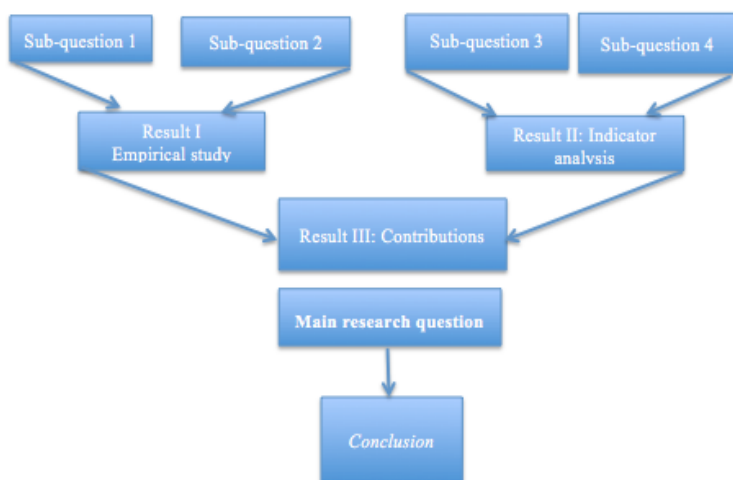 Sub-question 1
Sub-question 2
Sub-question 3
Sub-question 4
Result I
Empirical study
Result II: Indicator
analysis
Result III: Contributions
Main research question
Conclusion